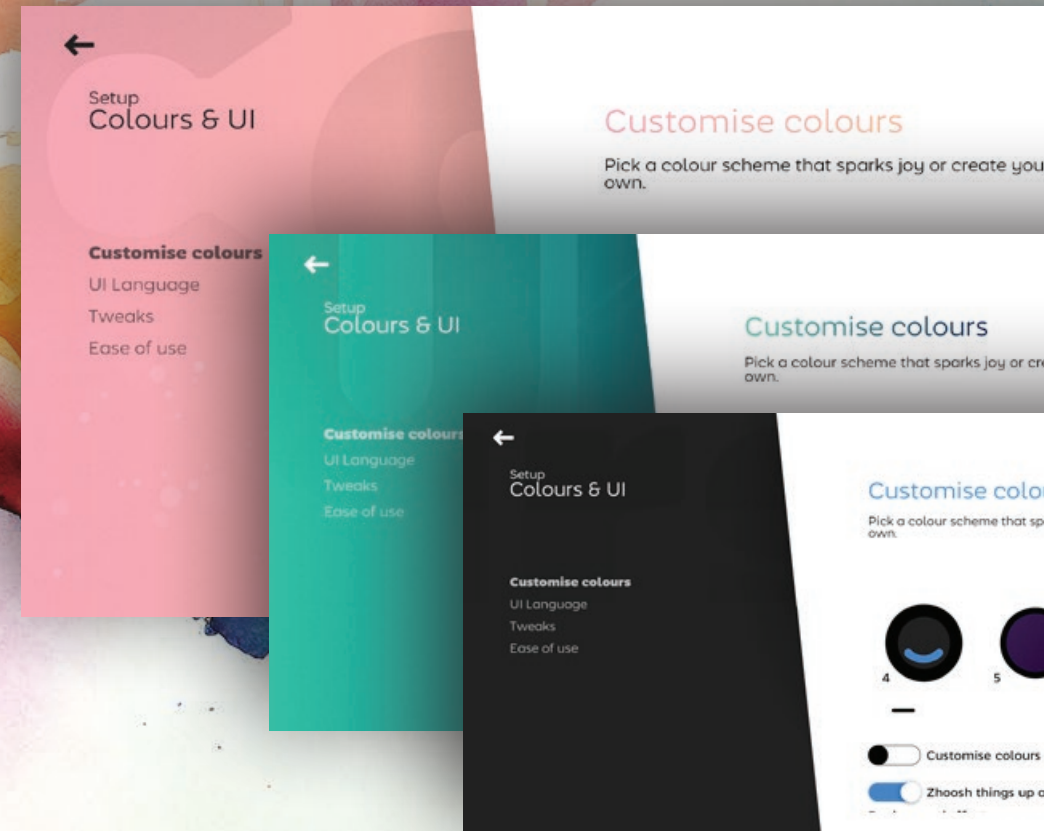 Setup
Colours & UI
Customise colours
UI Language
Tweaks
Ease of use
Customise colours
Pick a colour scheme that sparks joy or create you
own.
Setup
Colours & UI
Customise colours
UI Language
Tweaks
Ease of use
Customise colours
Pick a colour scheme that sparks joy or cre
own.
Setup
Colours & UI
Customise colours
UI Language
Tweaks
Ease of use
Customise colou
Pick a colour scheme that sp
own.
4
5
Customise colours
Zhoosh things up